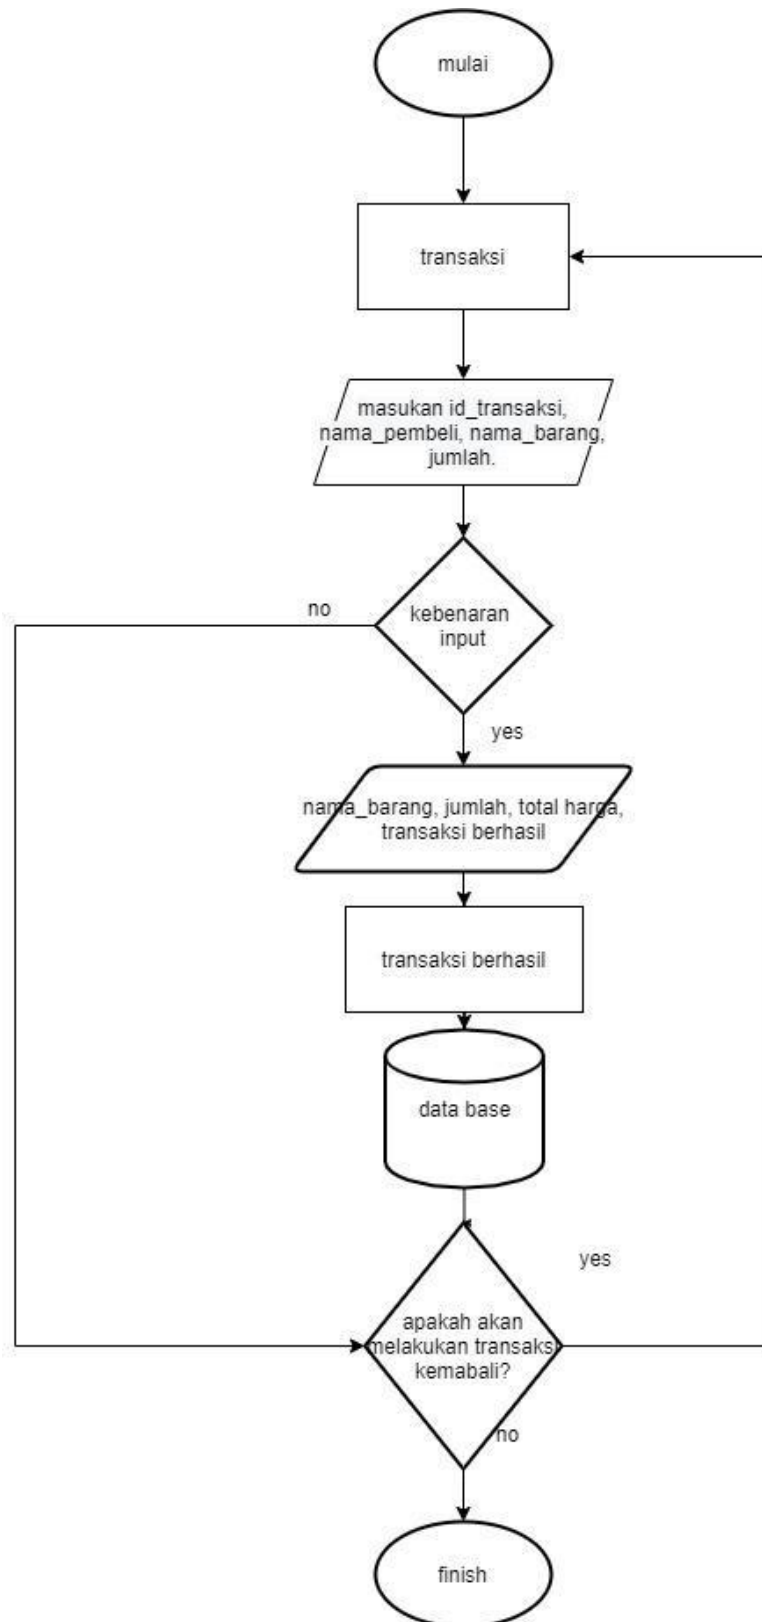 mulai
transaksi
masukan id_transaksi,
nama_pembeli, nama_barang,
jumlah.
no
kebenaran
input
yes
nama_barang, jumlah, total harga,
transaksi berhasil
transaksi berhasil
data base
yes
apakah akan
melakukan transaksi
kemabali?
no
finish